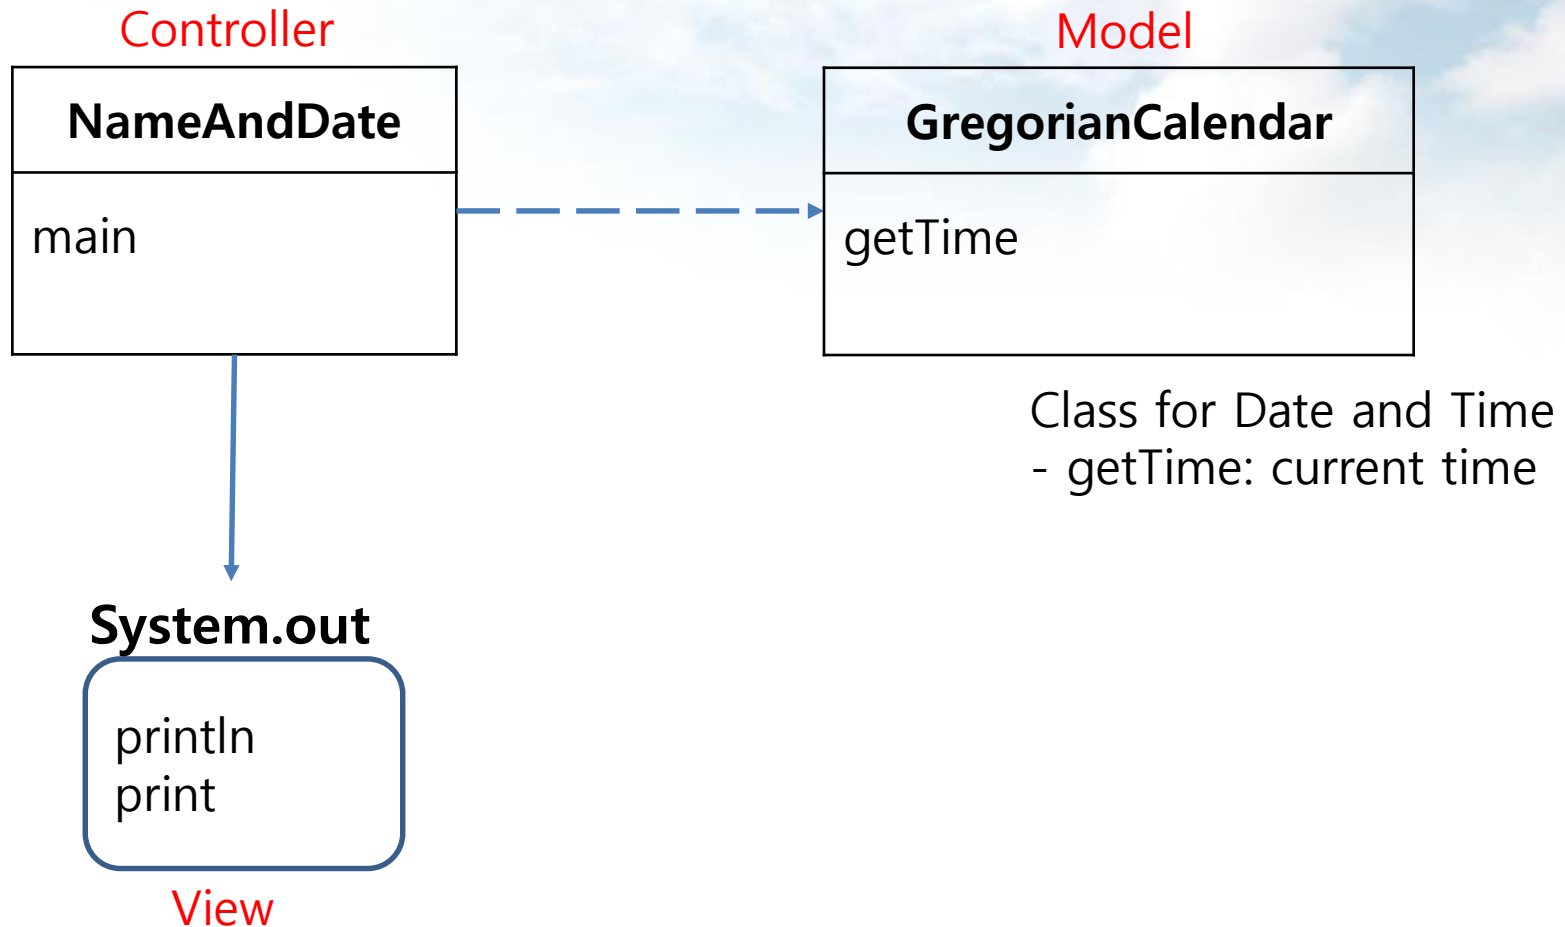 Controller
NameAndDate
main
Model
GregorianCalendar
getTime
Class for Date and Time
- getTime: current time
System.out
println
print
View